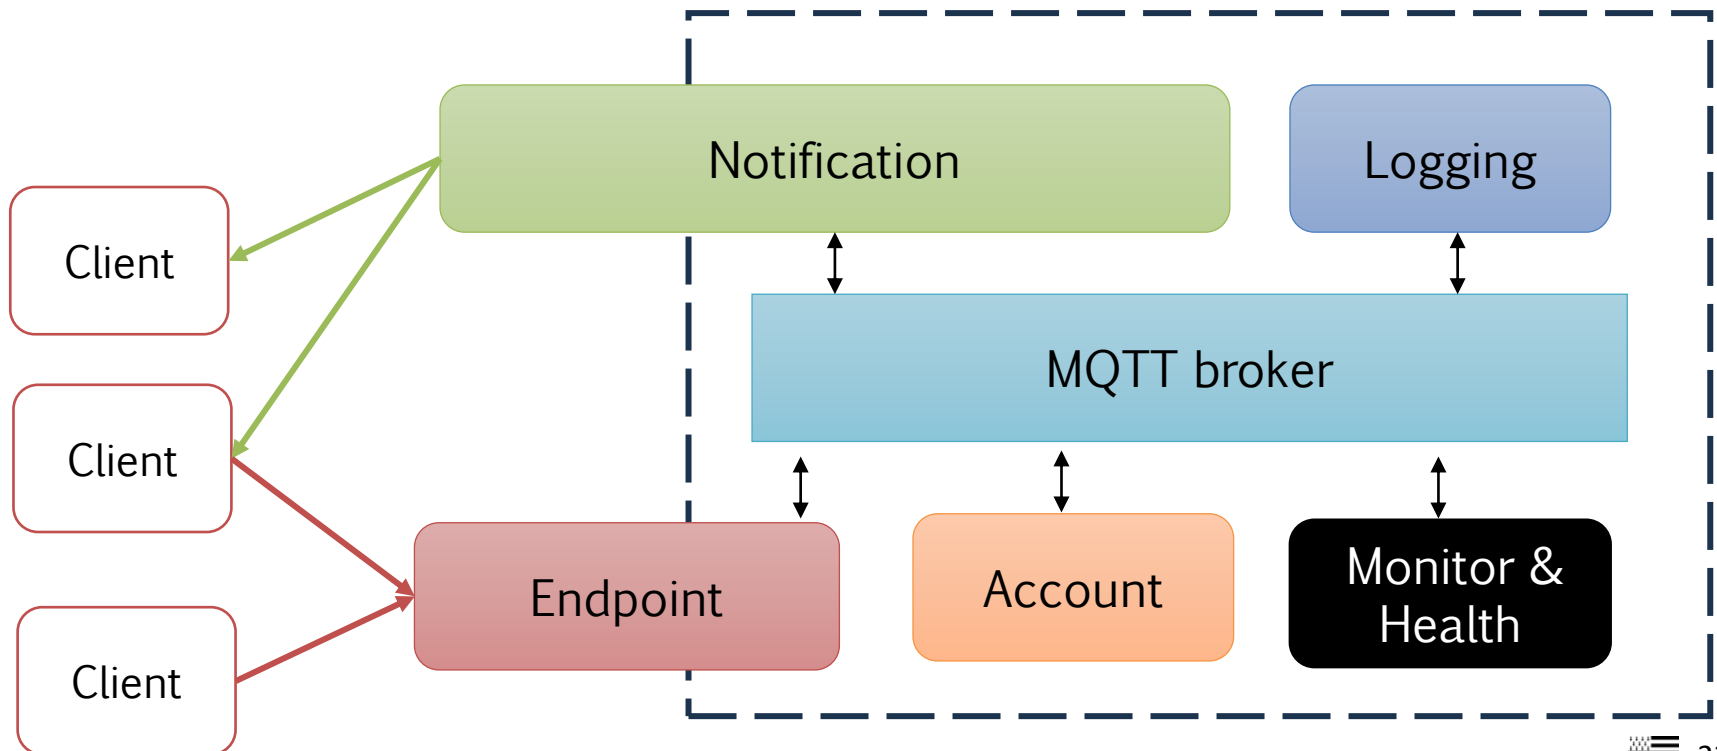 Notification
Logging
Client
MQTT broker
Client
Endpoint
Account
Monitor &
Health
Client